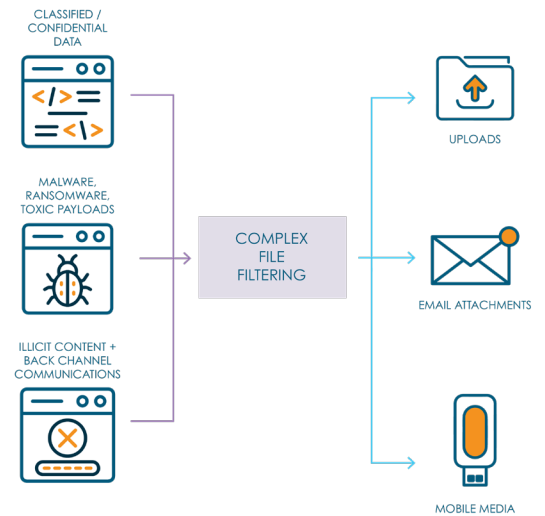 CLASSIFIED /
CONFIDENTIAL
DATA
MALWARE,
RANSOMWARE,
TOXIC PAYLOADS
ILLICIT CONTENT +
BACK CHANNEL
COMMUNICATIONS
COMPLEX
FILE
FILTERING
UPLOADS
EMAIL ATTACHMENTS
MOBILE MEDIA